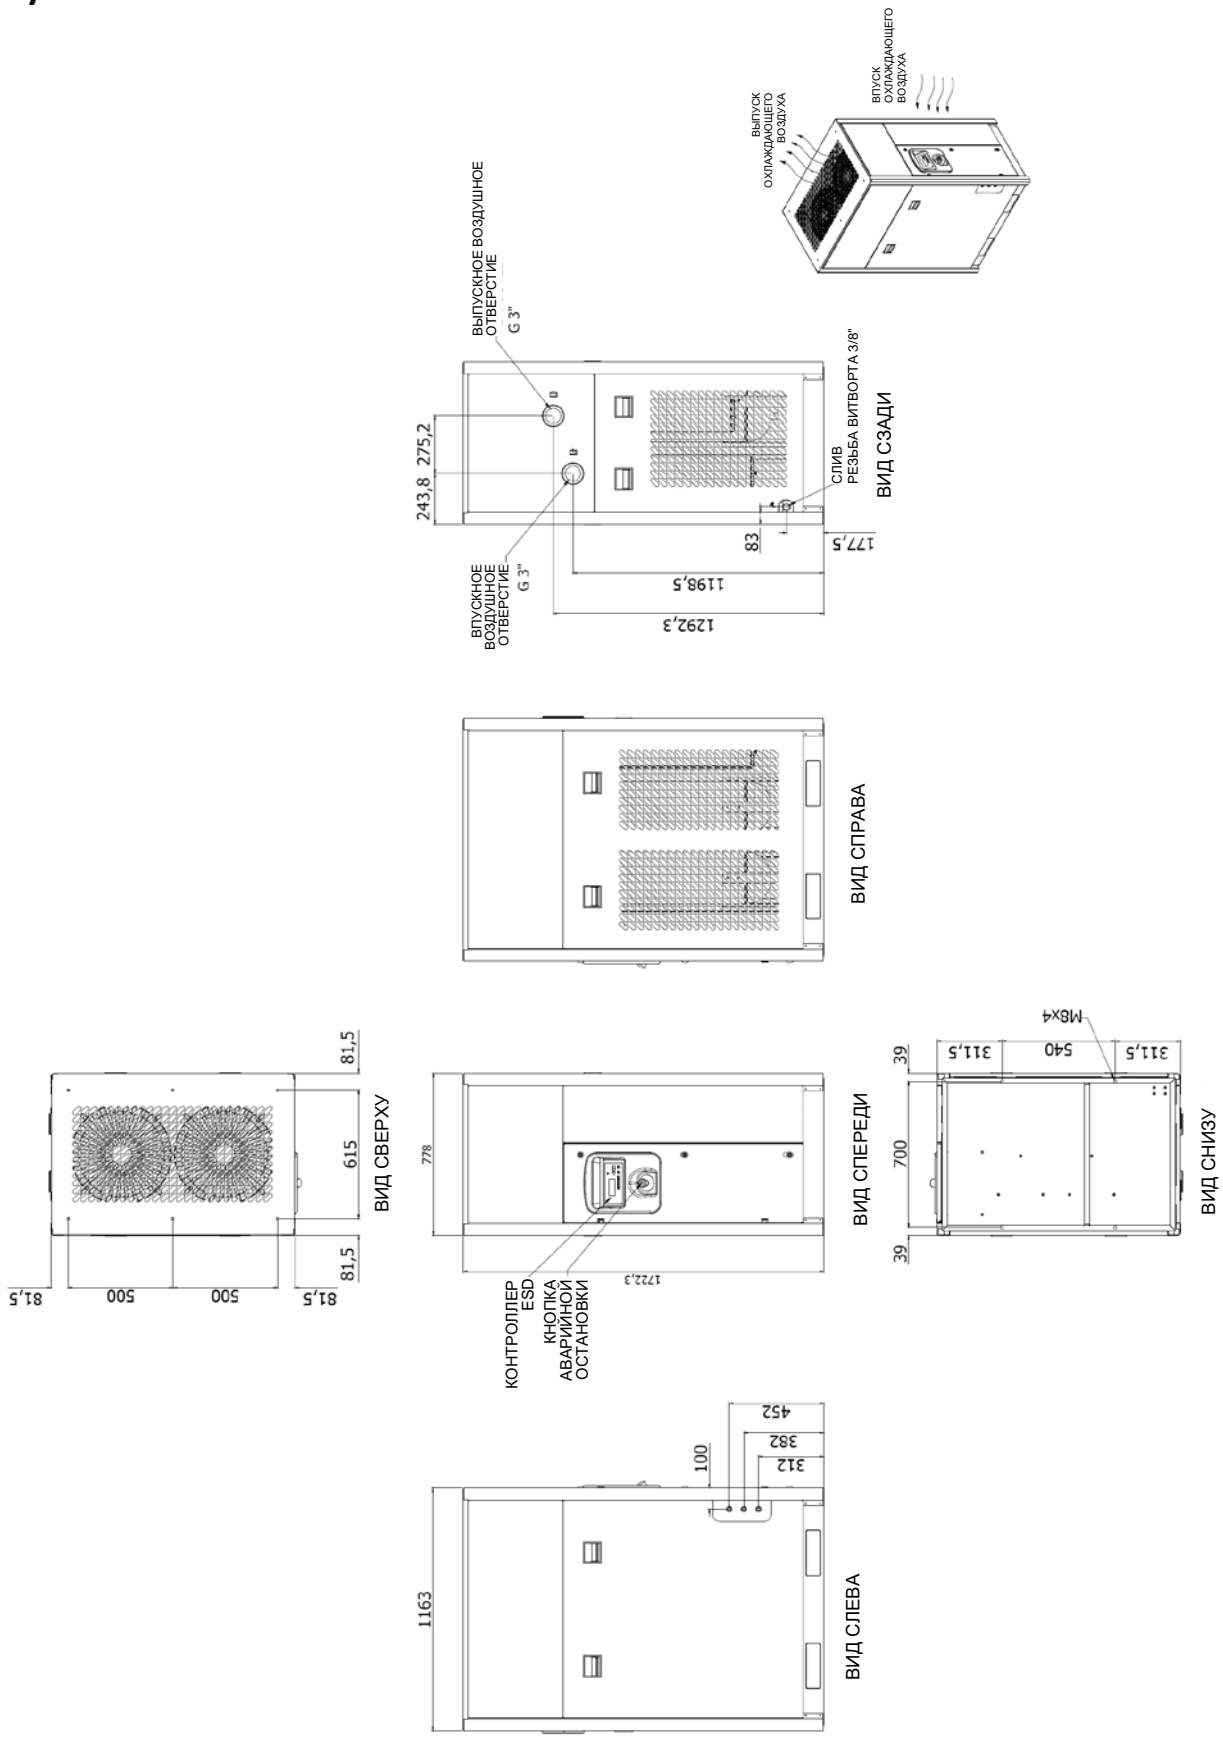 81,5
500
500
81,5
81,5
615
81,5
ВИД СВЕРХУ
1163
100
452
382
312
ВИД СЛЕВА
778
1722,3
КОНТРОЛЛЕР
ESD
КНОПКА
АВАРИЙНОЙ
ОСТАНОВКИ
ВИД СПЕРЕДИ
ВИД СПРАВА
243,8
275,2
ВПУСКНОЕ
ВОЗДУШНОЕ
ОТВЕРСТИЕ
G 3"
ВЫПУСКНОЕ ВОЗДУШНОЕ
ОТВЕРСТИЕ
G 3"
1292,3
1198,5
83
177,5
СЛИВ
РЕЗЬБА ВИТВОРТА 3/8"
ВИД СЗАДИ
ВЫПУСК
ОХЛАЖДАЮЩЕГО
ВОЗДУХА
ВПУСК
ОХЛАЖДАЮЩЕГО
ВОЗДУХА
39
700
39
311,5
540
311,5
M8x4
ВИД СНИЗУ